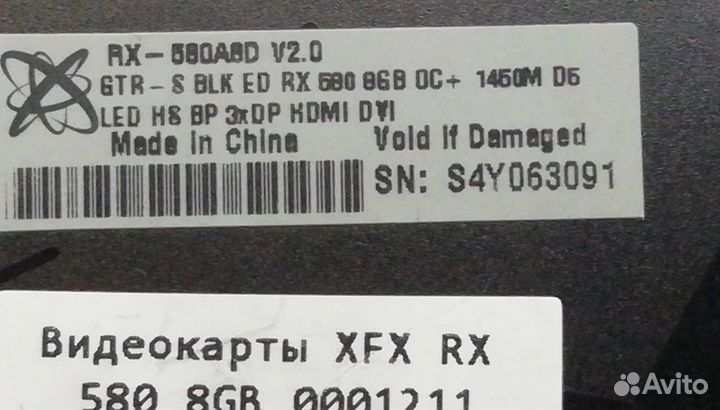 RX-580A8D V2.0
GTR-S BLK ED RX 580 8GB OC+ 1450M D5
LED HS BP 3xDP HDMI DVI
Made in China Void If Damaged
SN: S4Y063091
Видеокарты XFX RX
580 8GB 0001211
Avito